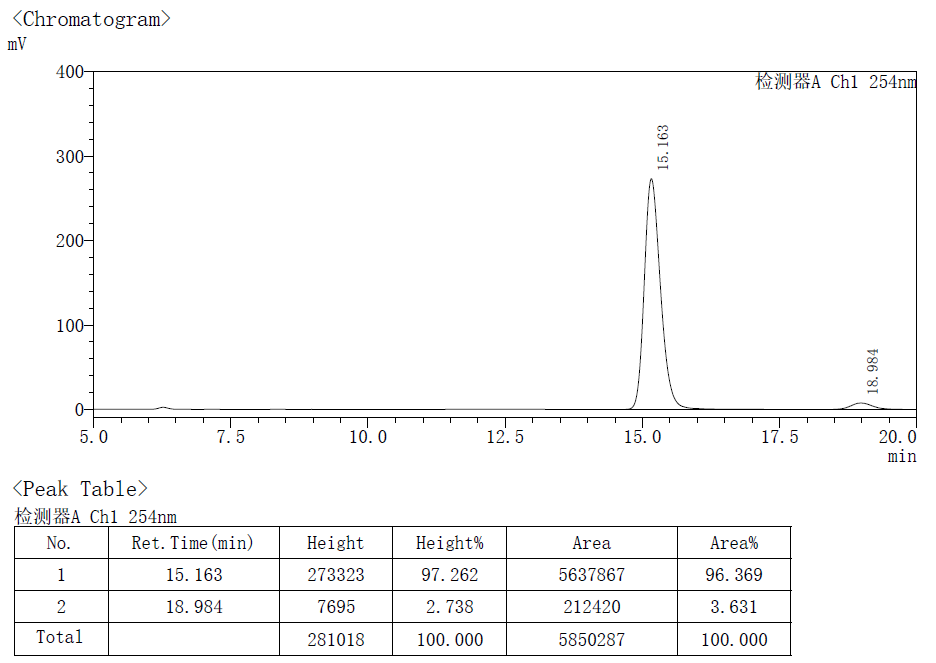 <Chromatogram>
mV
400
检测器A Ch1 254nm
300
200
100
0
15.163
18.984
5.0 7.5 10.0 12.5 15.0 17.5 20.0
min
<Peak Table>
检测器A Ch1 254nm
No. Ret.Time(min) Height Height% Area Area%
1 15.163 273323 97.262 5637867 96.369
2 18.984 7695 2.738 212420 3.631
Total 281018 100.000 5850287 100.000